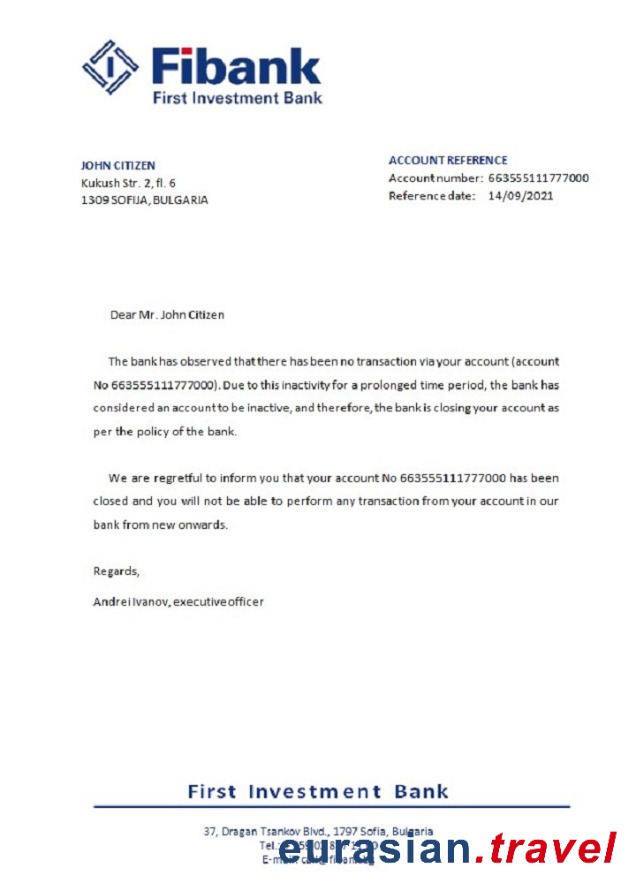 Fibank
First Investment Bank
JOHN CITIZEN
Kukush Str. 2, fl. 6
1309 SOFIJA, BULGARIA
ACCOUNT REFERENCE
Account number: 663555111777000
Reference date: 14/09/2021
Dear Mr. John Citizen
The bank has observed that there has been no transaction via your account (account
No 663555111777000). Due to this inactivity for a prolonged time period, the bank has
considered an account to be inactive, and therefore, the bank is closing your account as
per the policy of the bank.
We are regretful to inform you that your account No 663555111777000 has been
closed and you will not be able to perform any transaction from your account in our
bank from new onwards.
Regards,
Andrei Ivanov, executive officer
First Investment Bank
37, Dragan Tsankov Blvd., 1797 Sofia, Bulgaria
Tel.:
E-mail:
eurasian.travel